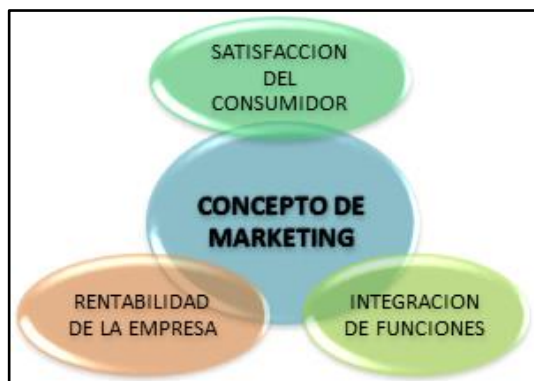 SATISFACCION
DEL
CONSUMIDOR
CONCEPTO DE
MARKETING
RENTABILIDAD
DE LA EMPRESA
INTEGRACION
DE FUNCIONES